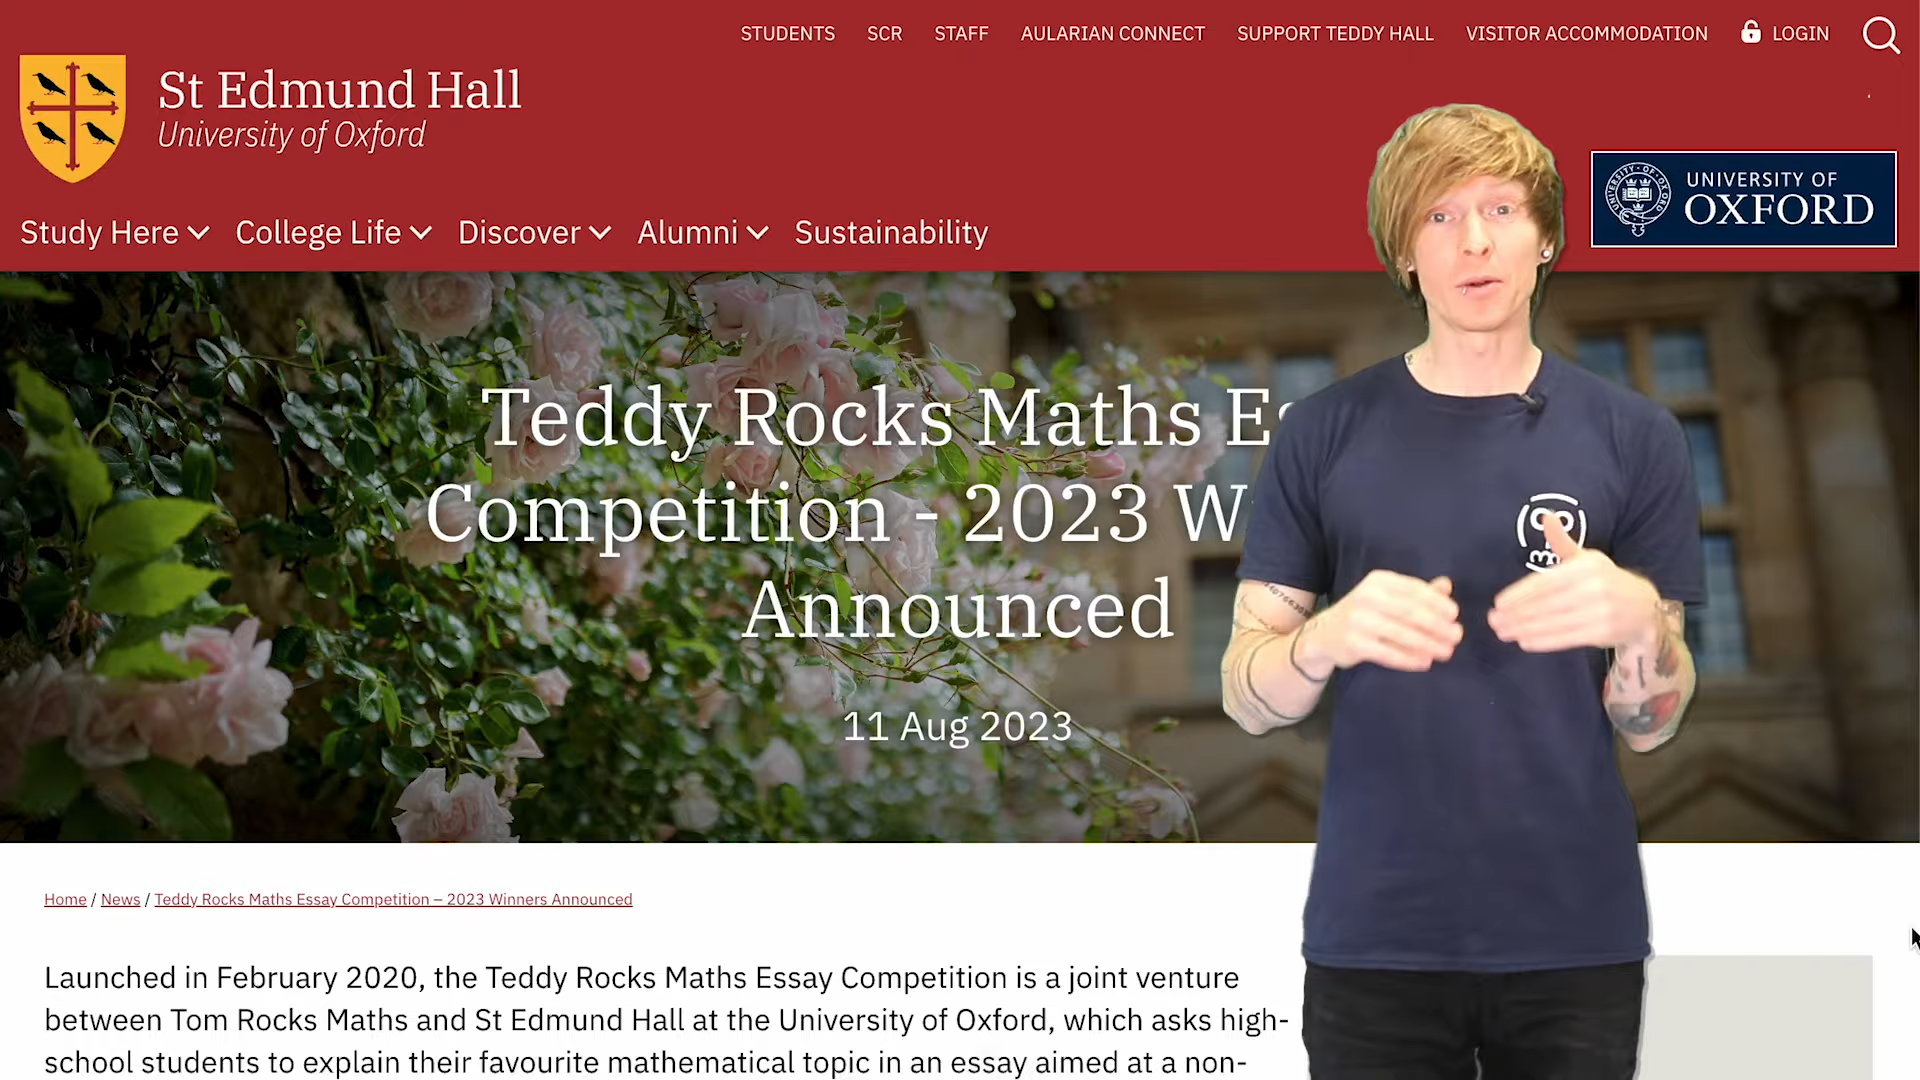 STUDENTS SCR STAFF AULARIAN CONNECT SUPPORT TEDDY HALL VISITOR ACCOMMODATION LOGIN
St Edmund Hall
University of Oxford
UNIVERSITY OF
OXFORD
Study Here College Life Discover Alumni Sustainability
Teddy Rocks Maths
Competition - 2023
Announced
11 Aug 2023
Home / News / Teddy Rocks Maths Essay Competition – 2023 Winners Announced
Launched in February 2020, the Teddy Rocks Maths Essay Competition is a joint venture
between Tom Rocks Maths and St Edmund Hall at the University of Oxford, which asks high-
school students to explain their favourite mathematical topic in an essay aimed at a non-